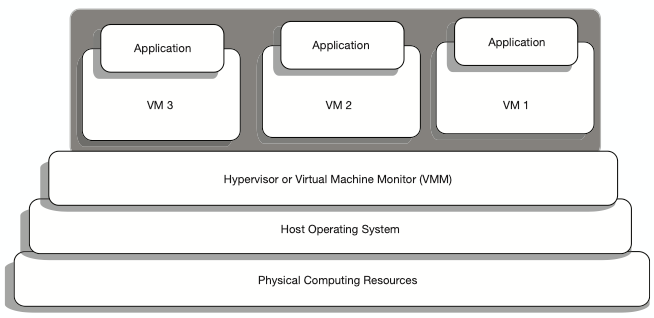 Application
Application
Application
VM 3
VM 2
VM 1
Hypervisor or Virtual Machine Monitor (VMM)
Host Operating System
Physical Computing Resources